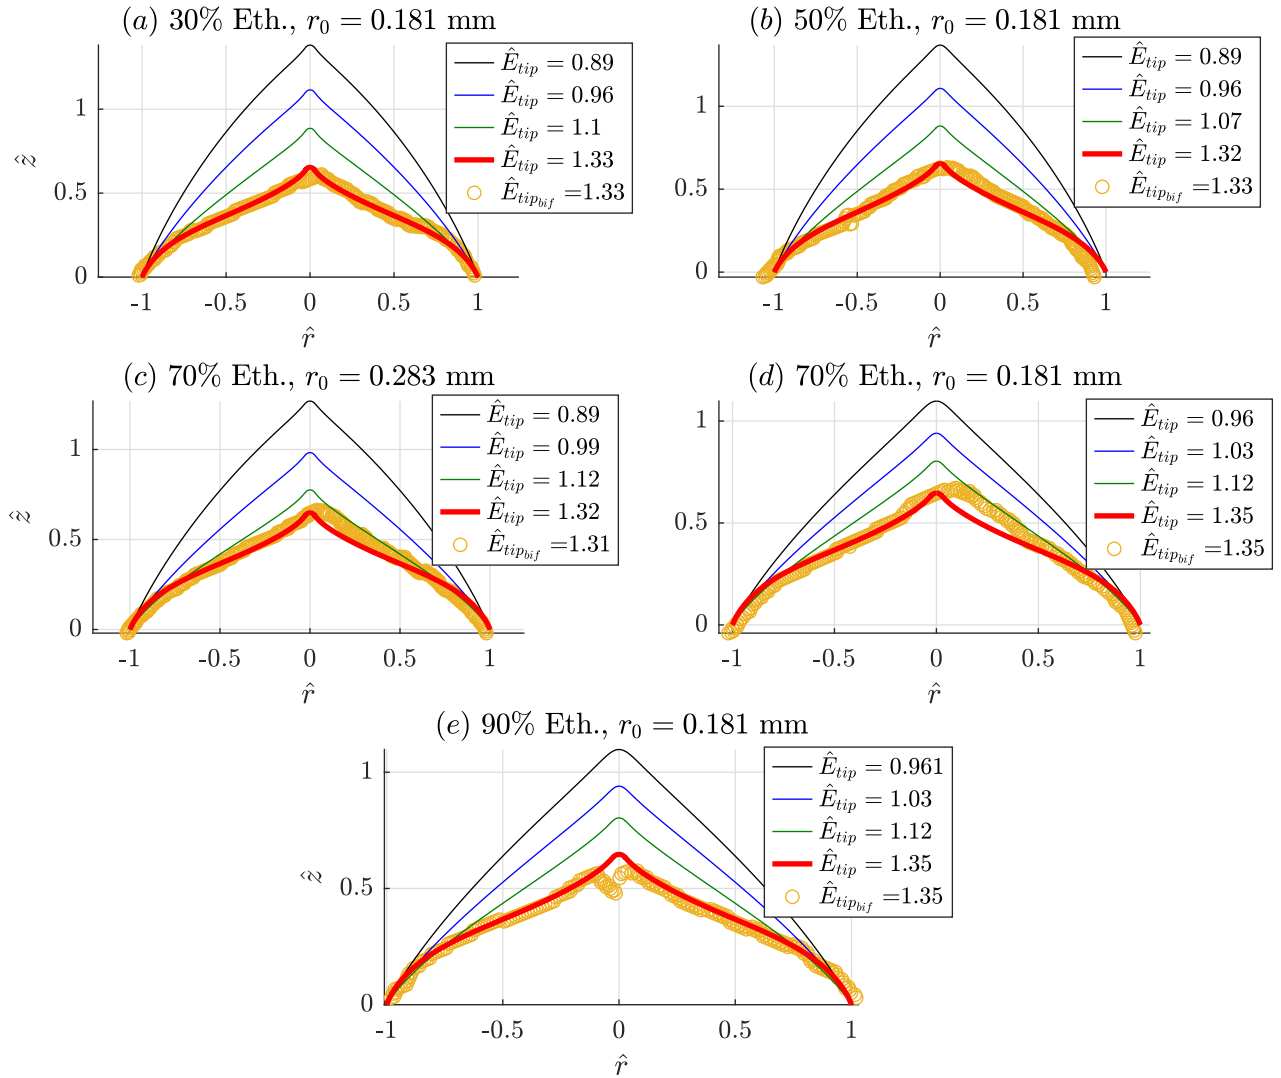 (a) 30% Eth., r₀ = 0.181 mm
Ê_tip = 0.89
Ê_tip = 0.96
Ê_tip = 1.1
Ê_tip = 1.33
Ê_tip_bif =1.33
ẑ
1
0.5
0
-1 -0.5 0 0.5 1
r̂
(b) 50% Eth., r₀ = 0.181 mm
Ê_tip = 0.89
Ê_tip = 0.96
Ê_tip = 1.07
Ê_tip = 1.32
Ê_tip_bif =1.33
ẑ
1
0.5
0
-1 -0.5 0 0.5 1
r̂
(c) 70% Eth., r₀ = 0.283 mm
Ê_tip = 0.89
Ê_tip = 0.99
Ê_tip = 1.12
Ê_tip = 1.32
Ê_tip_bif =1.31
ẑ
1
0.5
0
-1 -0.5 0 0.5 1
r̂
(d) 70% Eth., r₀ = 0.181 mm
Ê_tip = 0.96
Ê_tip = 1.03
Ê_tip = 1.12
Ê_tip = 1.35
Ê_tip_bif =1.35
ẑ
1
0.5
0
-1 -0.5 0 0.5 1
r̂
(e) 90% Eth., r₀ = 0.181 mm
Ê_tip = 0.961
Ê_tip = 1.03
Ê_tip = 1.12
Ê_tip = 1.35
Ê_tip_bif =1.35
ẑ
1
0.5
0
-1 -0.5 0 0.5 1
r̂